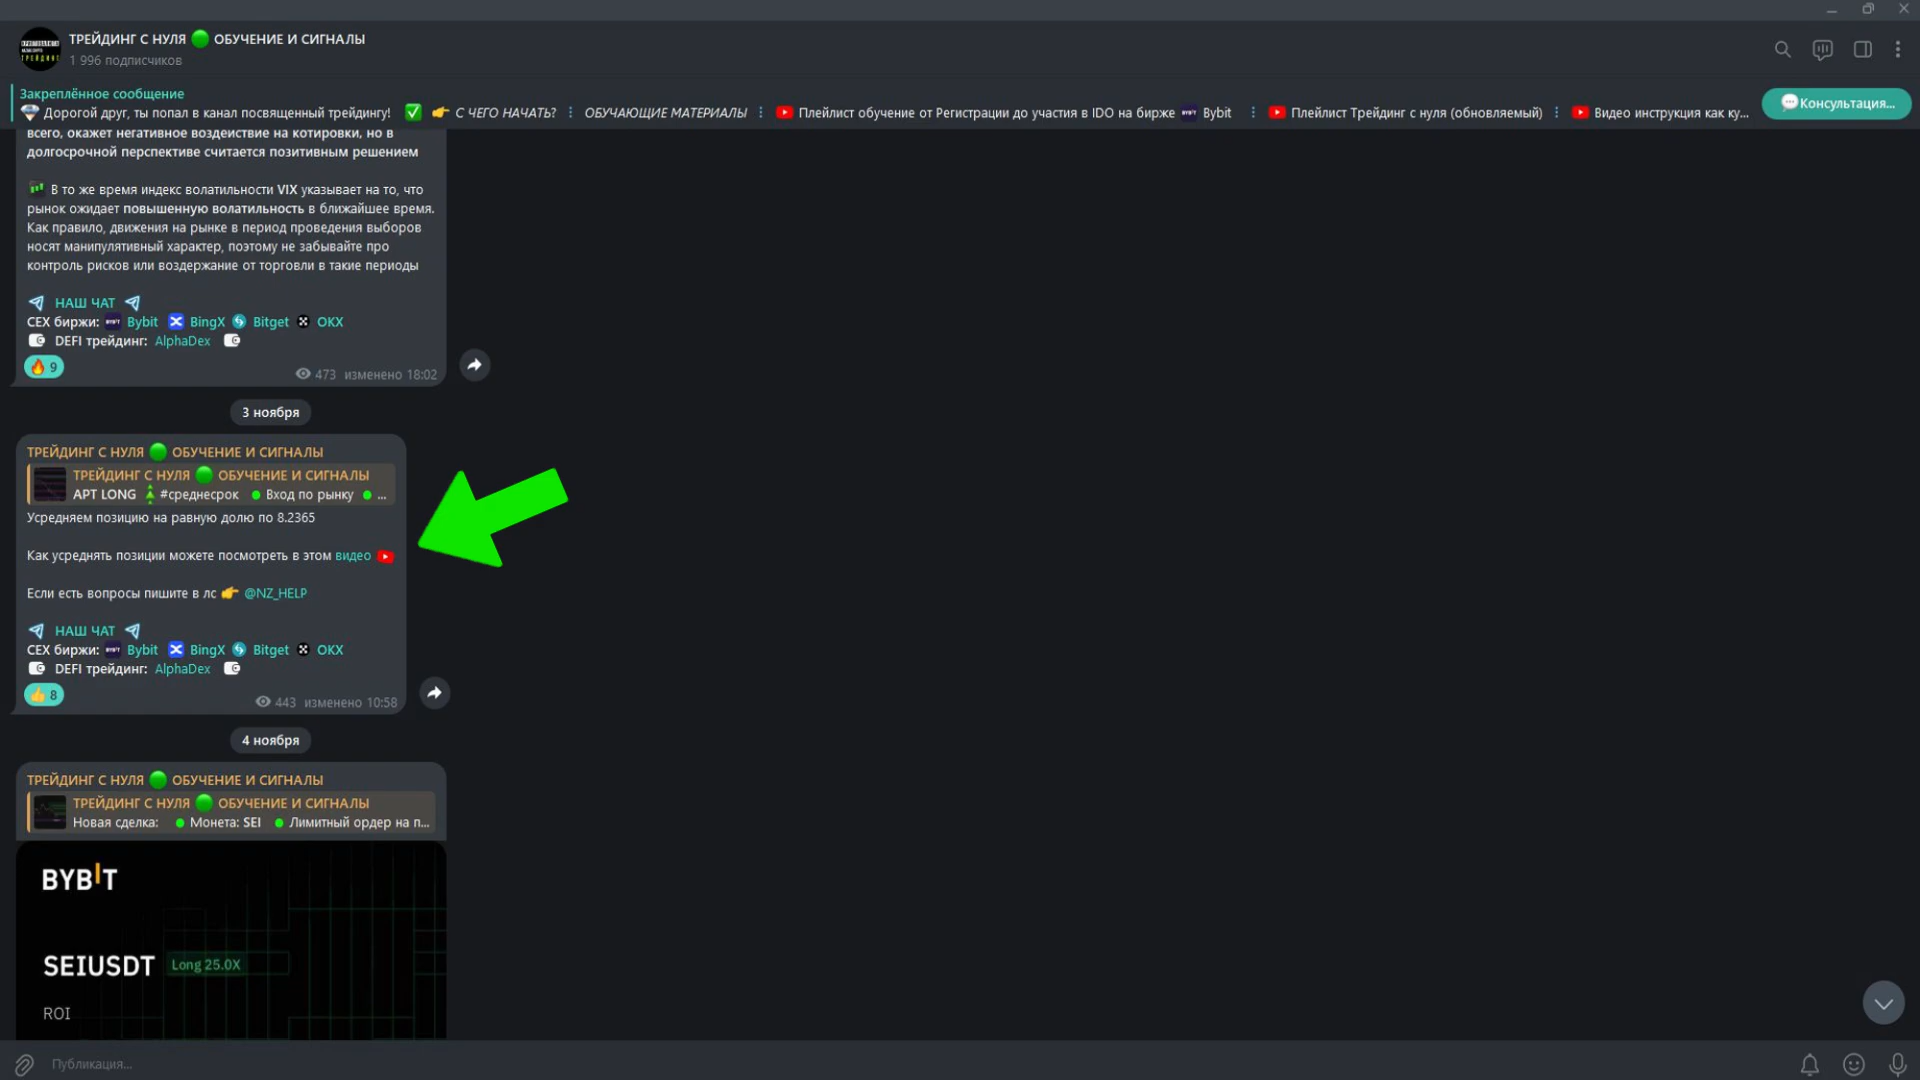 ТРЕЙДИНГ С НУЛЯ ОБУЧЕНИЕ И СИГНАЛЫ
1 996 подписчиков
Закреплённое сообщение
Дорогой друг, ты попал в канал посвященный трейдингу! С ЧЕГО НАЧАТЬ? ⋮ ОБУЧАЮЩИЕ МАТЕРИАЛЫ ⋮ Плейлист обучение от Регистрации до участия в IDO на бирже Bybit ⋮ Плейлист Трейдинг с нуля (обновляемый) ⋮ Видео инструкция как ку...
Консультация...
всего, окажет негативное воздействие на котировки, но в
долгосрочной перспективе считается позитивным решением
В то же время индекс волатильности VIX указывает на то, что
рынок ожидает повышенную волатильность в ближайшее время.
Как правило, движения на рынке в период проведения выборов
носят манипулятивный характер, поэтому не забывайте про
контроль рисков или воздержание от торговли в такие периоды
НАШ ЧАТ
CEX биржи: Bybit BingX Bitget OKX
DEFI трейдинг: AlphaDex
9
473 изменено 18:02
3 ноября
ТРЕЙДИНГ С НУЛЯ ОБУЧЕНИЕ И СИГНАЛЫ
ТРЕЙДИНГ С НУЛЯ ОБУЧЕНИЕ И СИГНАЛЫ
APT LONG #среднесрок Вход по рынку ...
Усредняем позицию на равную долю по 8.2365
Как усреднять позиции можете посмотреть в этом видео
Если есть вопросы пишите в лс @NZ_HELP
НАШ ЧАТ
CEX биржи: Bybit BingX Bitget OKX
DEFI трейдинг: AlphaDex
8
443 изменено 10:58
4 ноября
ТРЕЙДИНГ С НУЛЯ ОБУЧЕНИЕ И СИГНАЛЫ
ТРЕЙДИНГ С НУЛЯ ОБУЧЕНИЕ И СИГНАЛЫ
Новая сделка: Монета: SEI Лимитный ордер на п...
BYBIT
SEIUSDT Long 25.0X
ROI
Публикация...